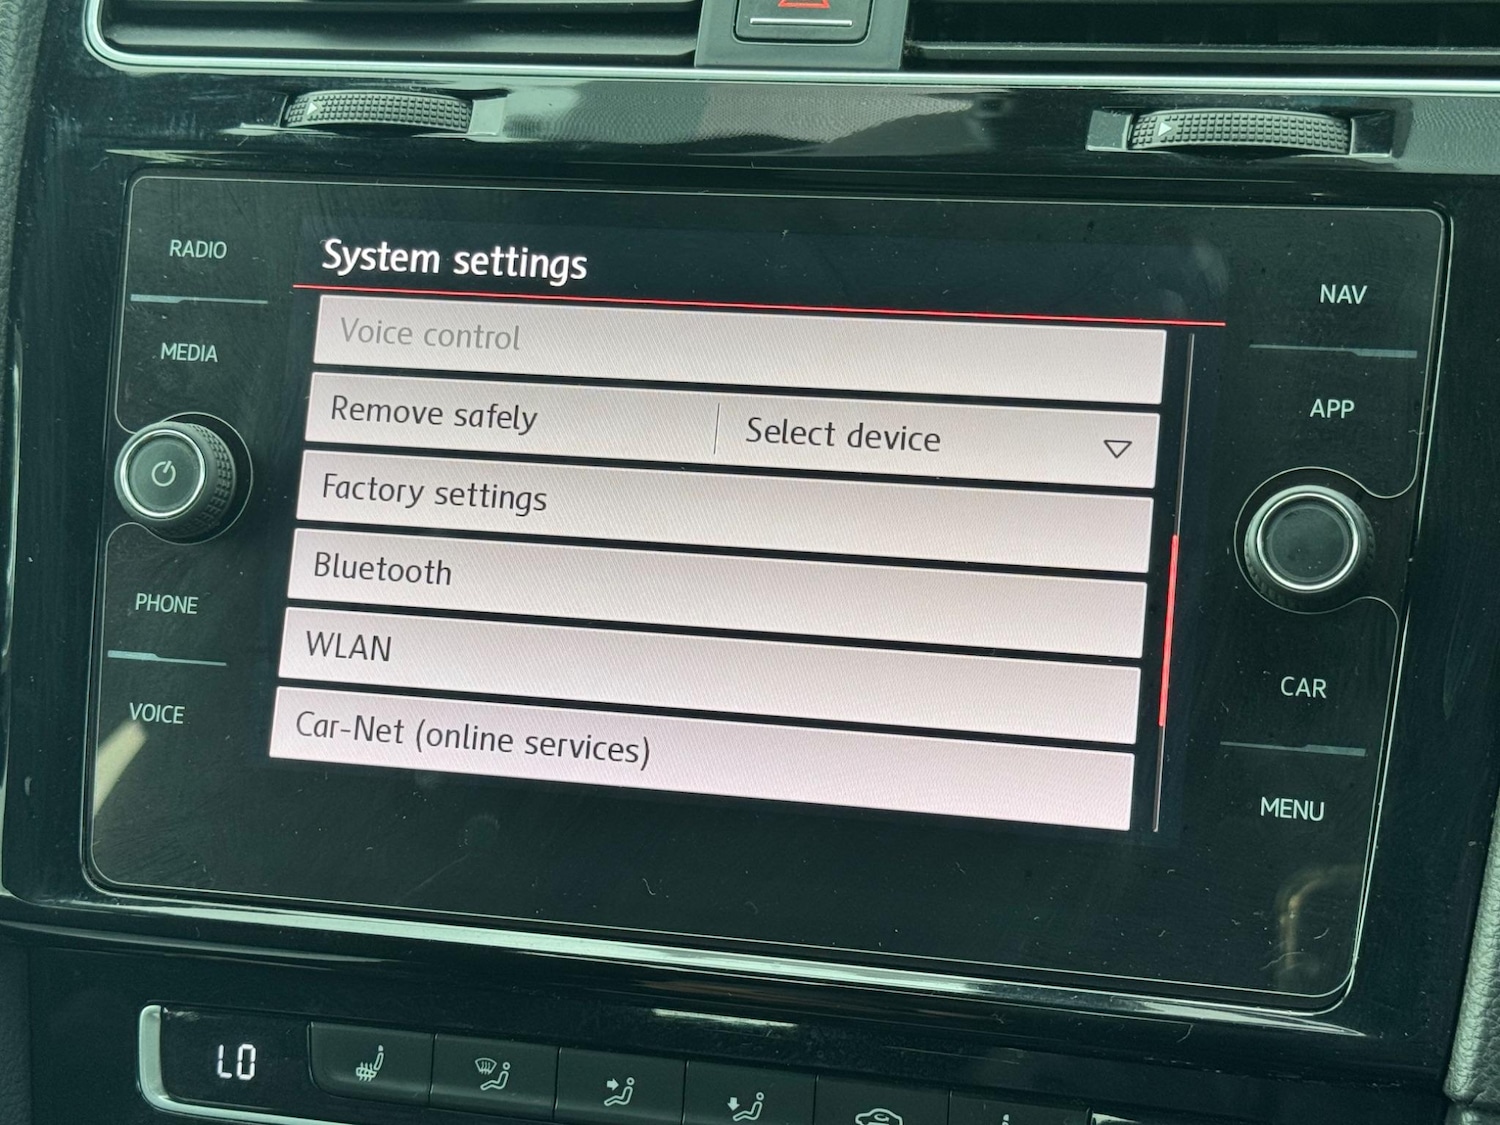 System settings
Voice control
Remove safely Select device
Factory settings
Bluetooth
WLAN
Car-Net (online services)
RADIO
MEDIA
PHONE
VOICE
NAV
APP
CAR
MENU
LO